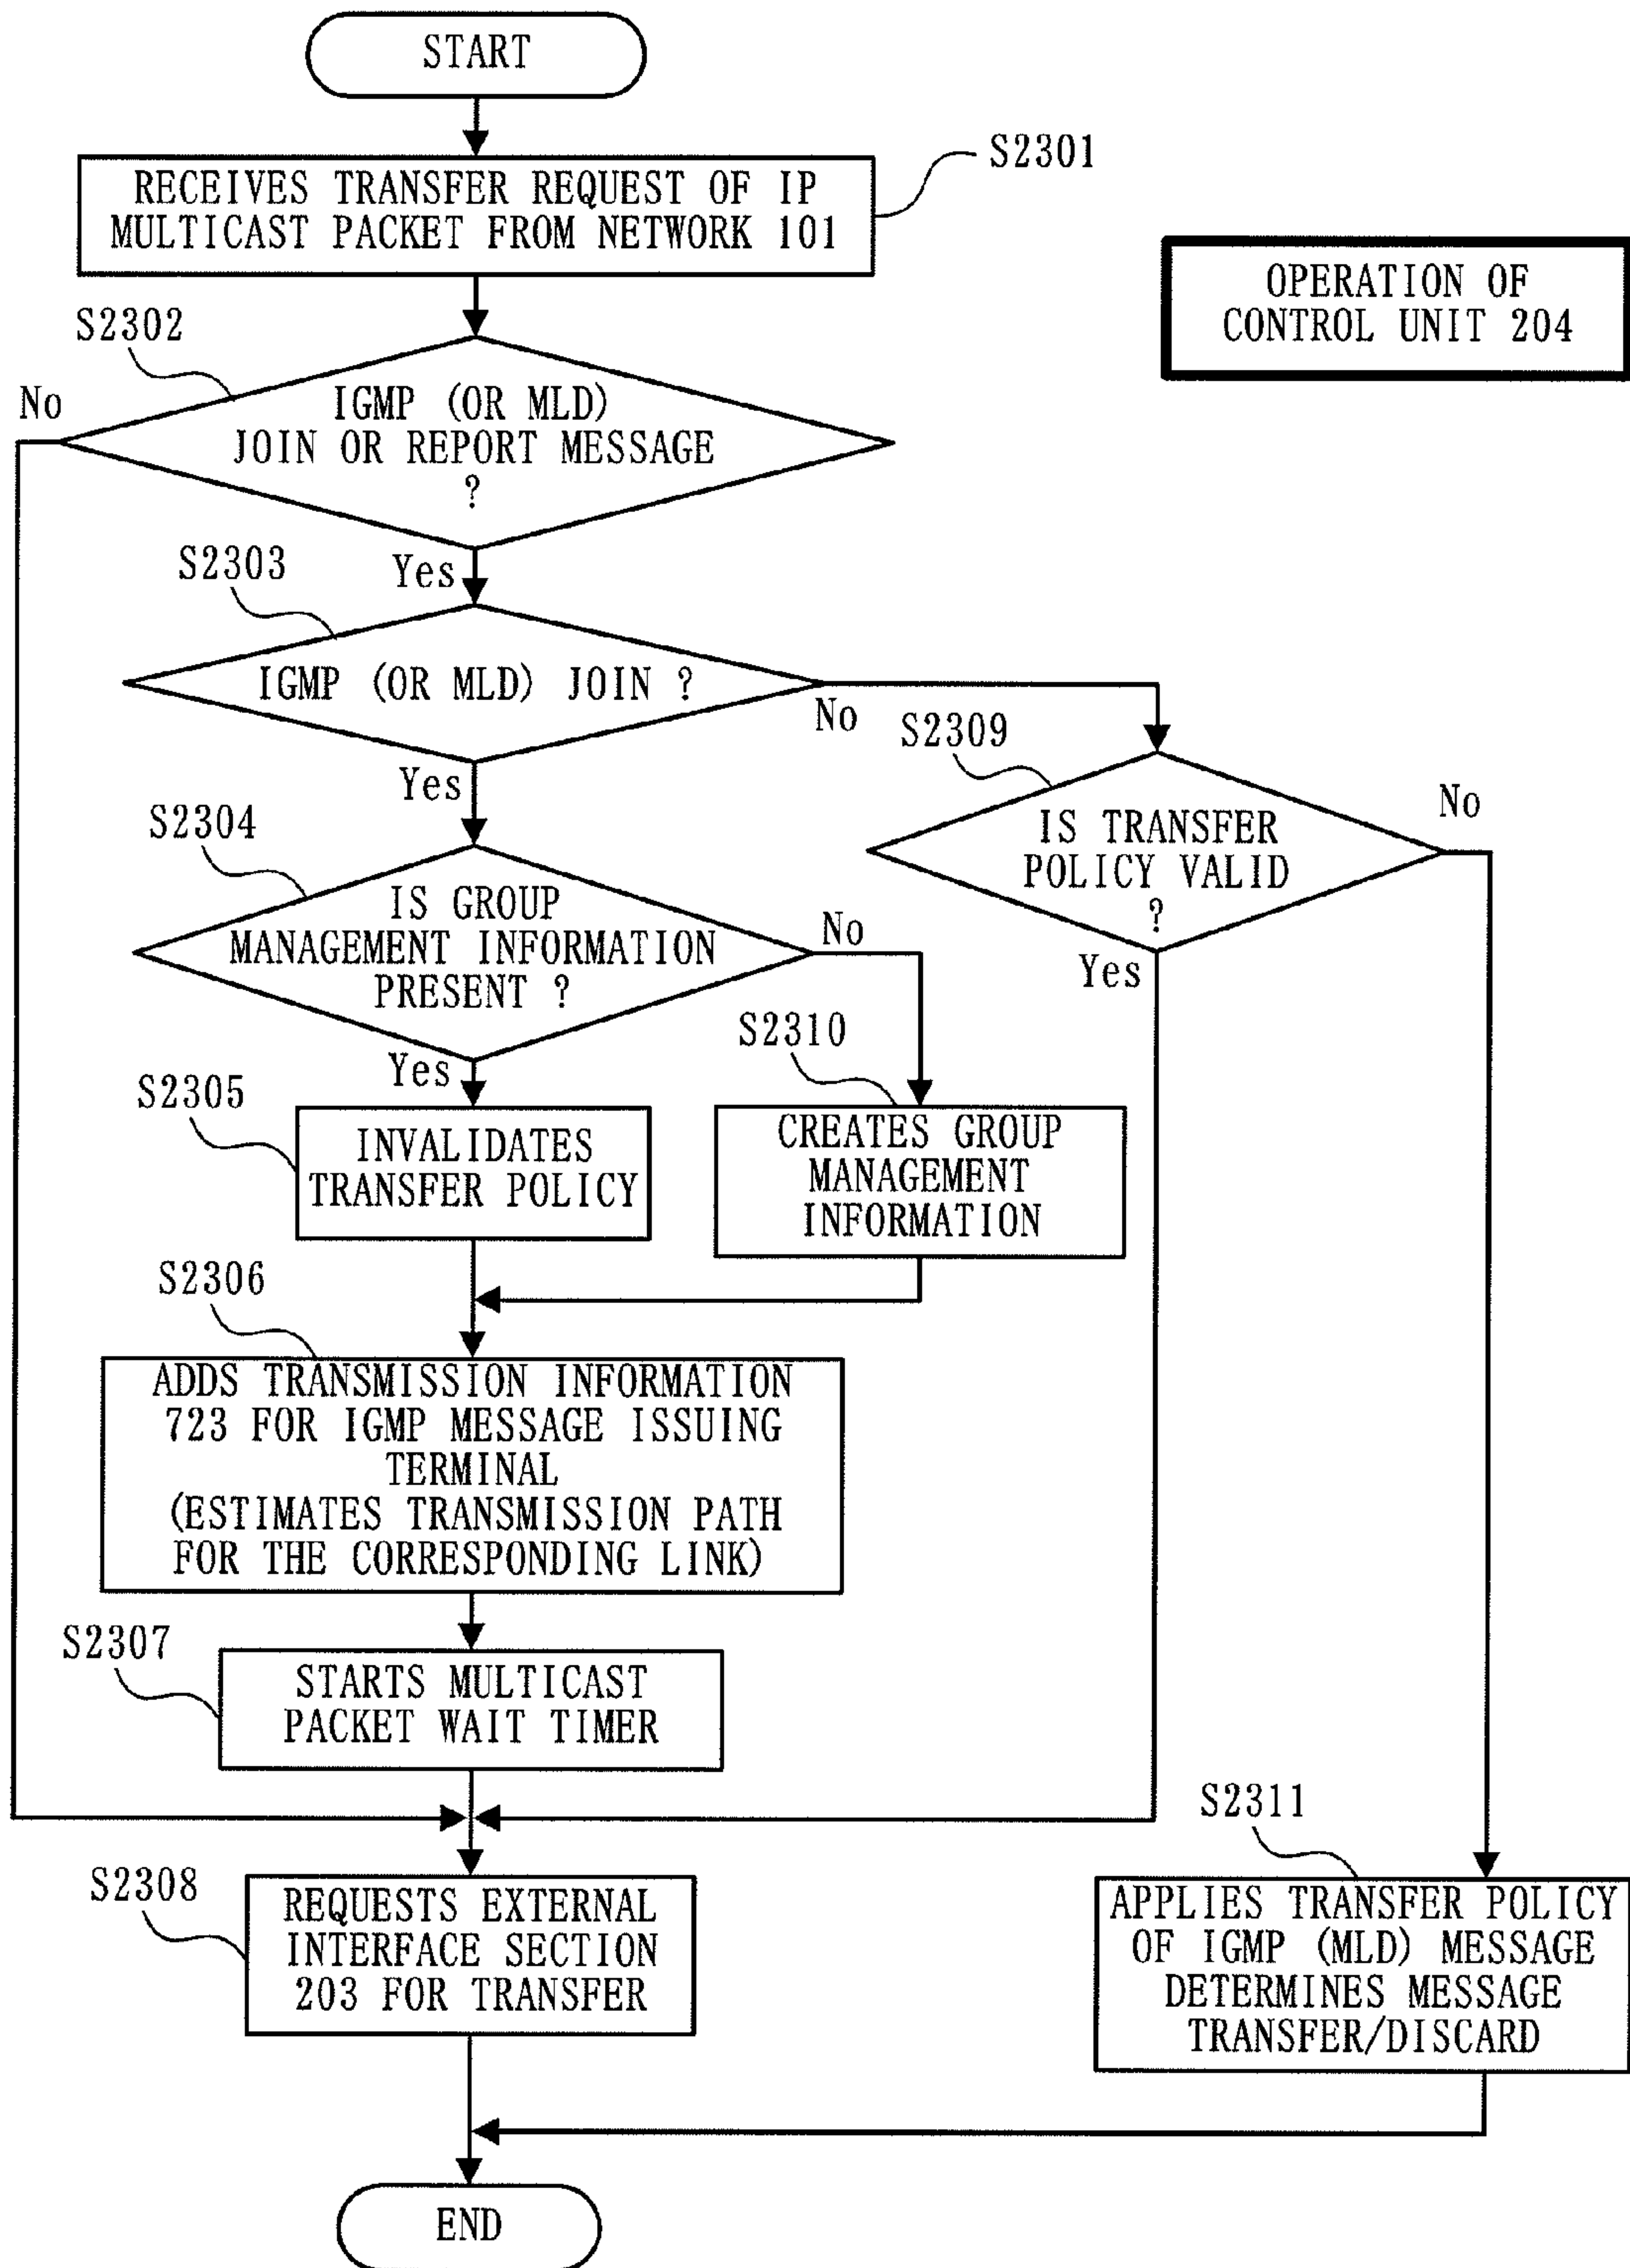 START
S2301
RECEIVES TRANSFER REQUEST OF IP
MULTICAST PACKET FROM NETWORK 101
OPERATION OF
CONTROL UNIT 204
S2302
No
IGMP (OR MLD)
JOIN OR REPORT MESSAGE
?
Yes
S2303
IGMP (OR MLD) JOIN ?
No
Yes
S2309
IS TRANSFER
POLICY VALID
?
No
Yes
S2304
IS GROUP
MANAGEMENT INFORMATION
PRESENT ?
No
Yes
S2310
CREATES GROUP
MANAGEMENT
INFORMATION
S2305
INVALIDATES
TRANSFER POLICY
S2306
ADDS TRANSMISSION INFORMATION
723 FOR IGMP MESSAGE ISSUING
TERMINAL
(ESTIMATES TRANSMISSION PATH
FOR THE CORRESPONDING LINK)
S2307
STARTS MULTICAST
PACKET WAIT TIMER
S2308
REQUESTS EXTERNAL
INTERFACE SECTION
203 FOR TRANSFER
S2311
APPLIES TRANSFER POLICY
OF IGMP (MLD) MESSAGE
DETERMINES MESSAGE
TRANSFER/DISCARD
END